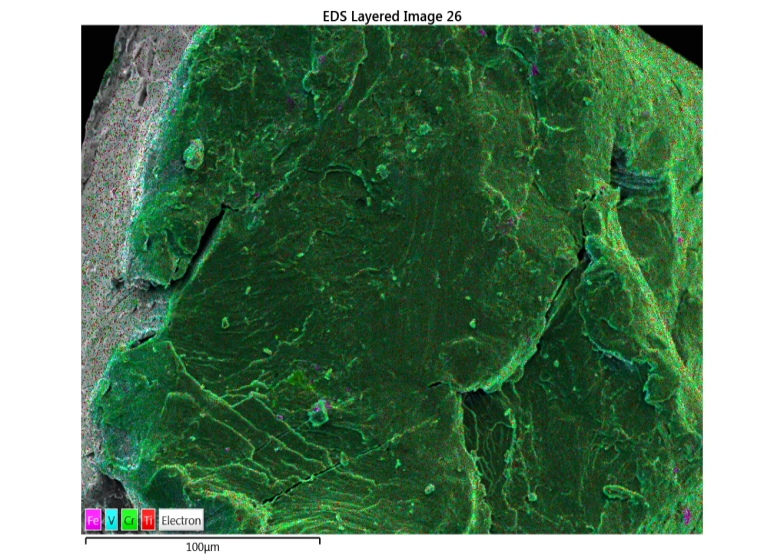 EDS Layered Image 26
Fe V Cr Ti Electron
100µm